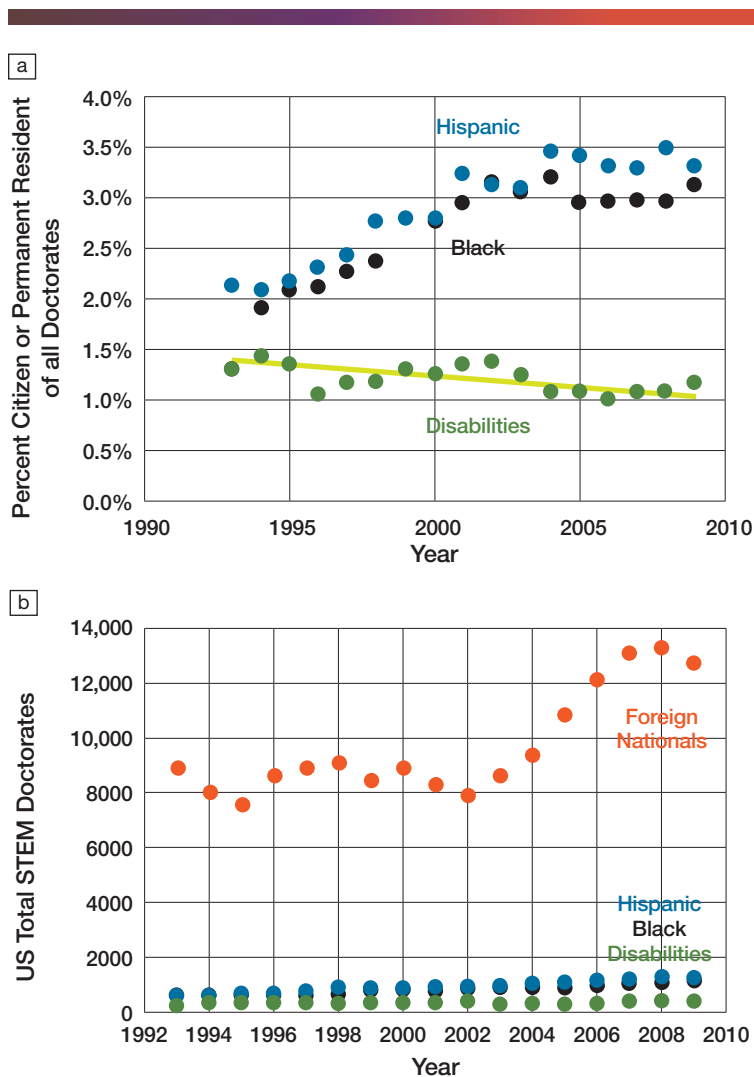 a
4.0%
3.5%
3.0%
2.5%
2.0%
1.5%
1.0%
0.5%
0.0%
Percent Citizen or Permanent Resident
of all Doctorates
Hispanic
Black
Disabilities
1990 1995 2000 2005 2010
Year
b
14,000
12,000
10,000
8000
6000
4000
2000
0
US Total STEM Doctorates
Foreign
Nationals
Hispanic
Black
Disabilities
1992 1994 1996 1998 2000 2002 2004 2006 2008 2010
Year